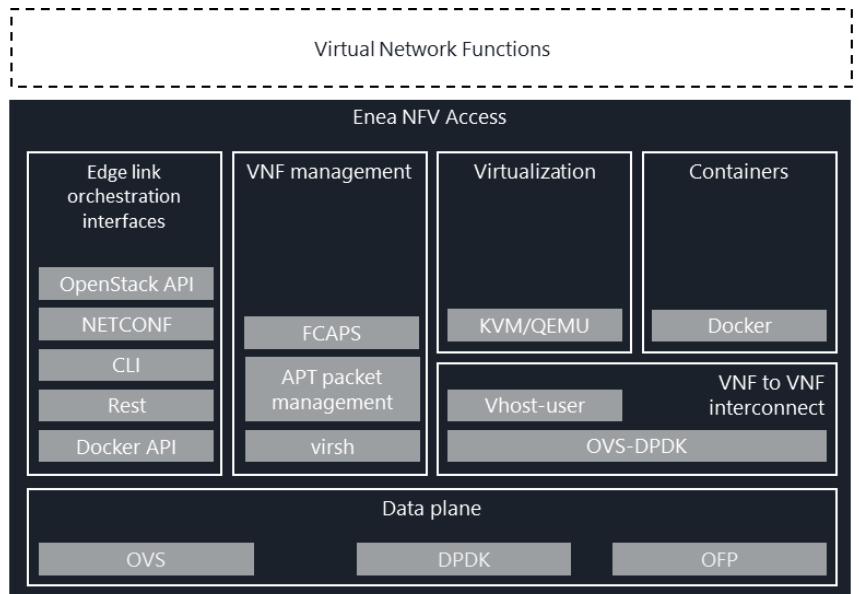 Virtual Network Functions
Enea NFV Access
Edge link
orchestration
interfaces
OpenStack API
NETCONF
CLI
Rest
Docker API
VNF management
FCAPS
APT packet
management
virsh
Virtualization
KVM/QEMU
Containers
Docker
VNF to VNF
interconnect
Vhost-user
OVS-DPDK
Data plane
OVS
DPDK
OFP